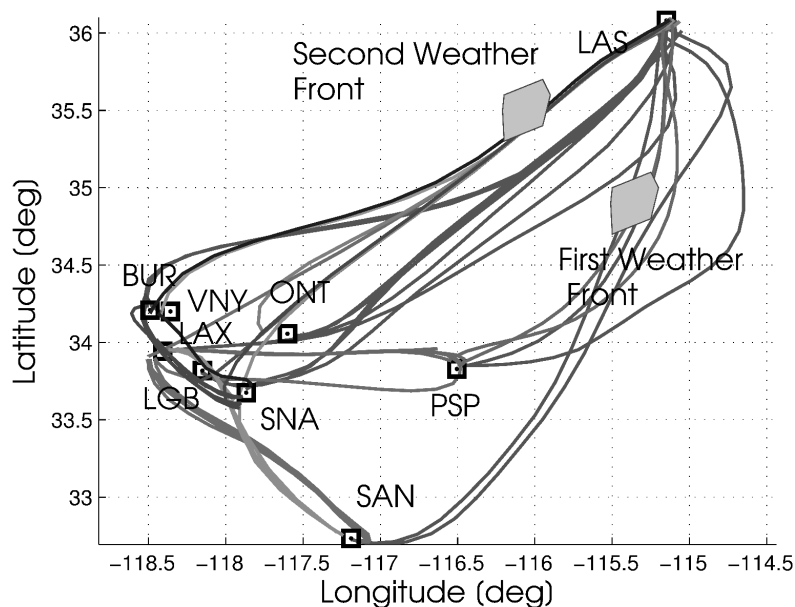 36
35.5
35
34.5
34
33.5
33
Latitude (deg)
Second Weather
Front
LAS
First Weather
Front
BUR
VNY
ONT
LAX
LGB
SNA
PSP
SAN
−118.5
−118
−117.5
−117
−116.5
−116
−115.5
−115
−114.5
Longitude (deg)